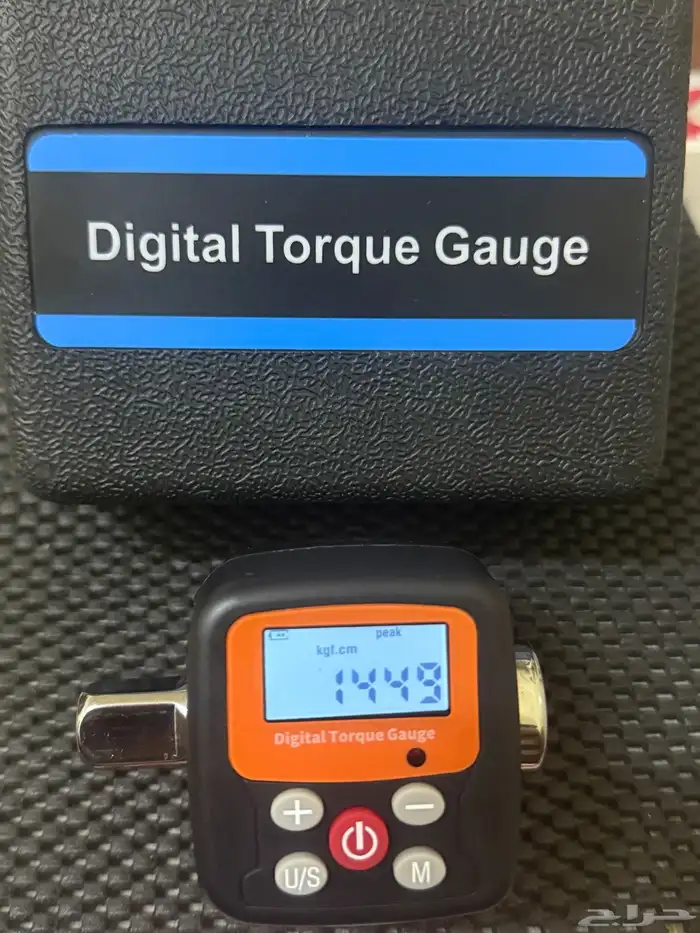 Digital Torque Gauge
peak
kgf.cm
1449
Digital Torque Gauge
+ −
U/S M
حراج